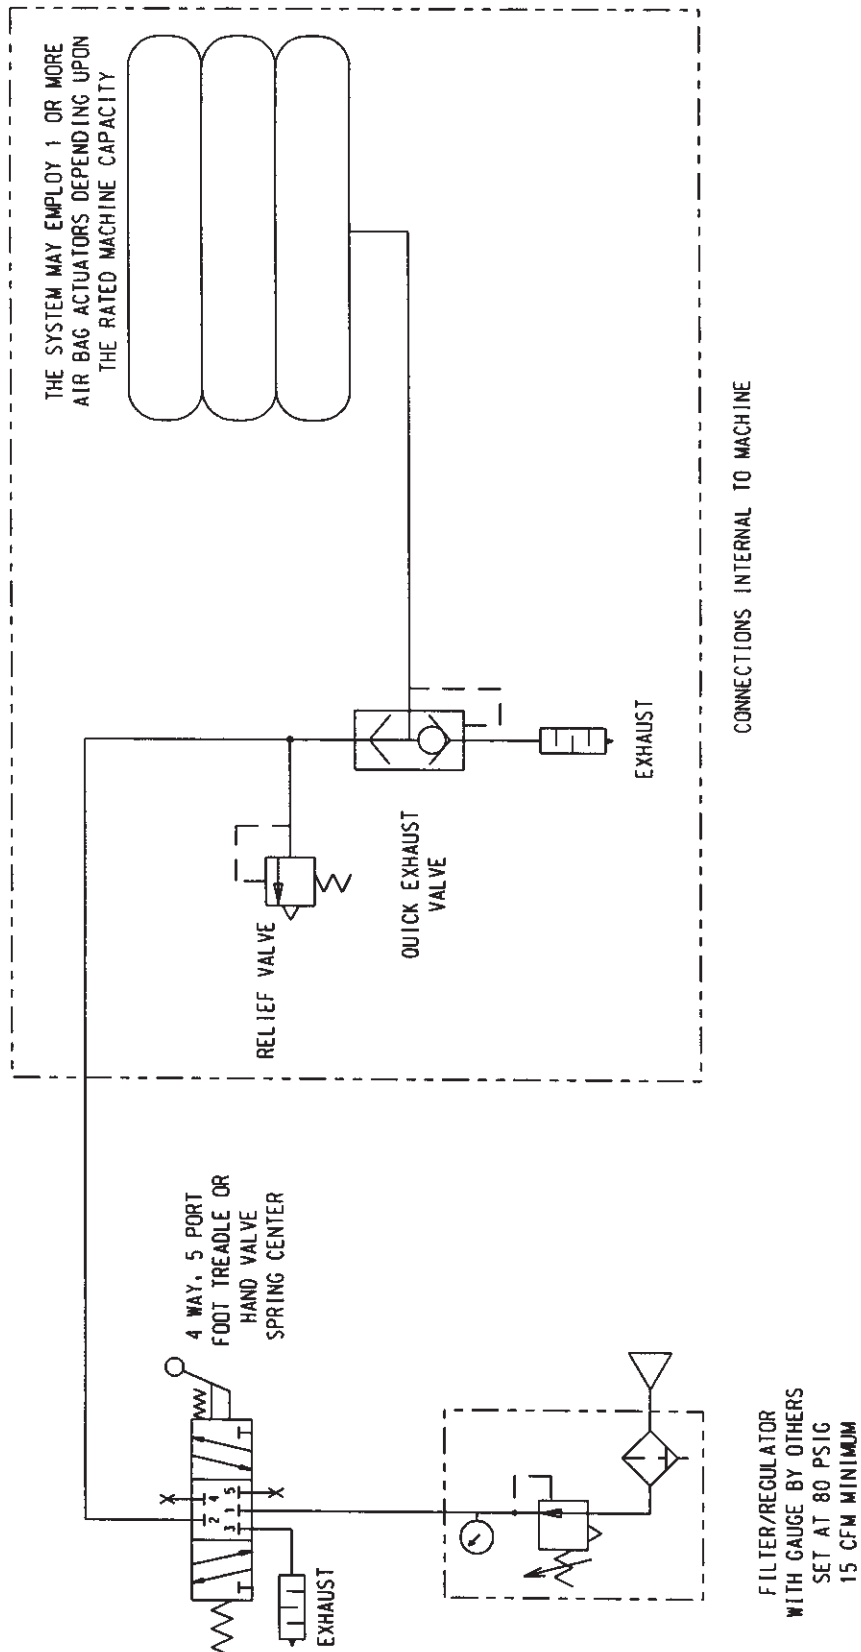 THE SYSTEM MAY EMPLOY 1 OR MORE
AIR BAG ACTUATORS DEPENDING UPON
THE RATED MACHINE CAPACITY
RELIEF VALVE
QUICK EXHAUST
VALVE
EXHAUST
CONNECTIONS INTERNAL TO MACHINE
4 WAY, 5 PORT
FOOT TREADLE OR
HAND VALVE
SPRING CENTER
4
2
5
1
3
EXHAUST
FILTER/REGULATOR
WITH GAUGE BY OTHERS
SET AT 80 PSIG
15 CFM MINIMUM